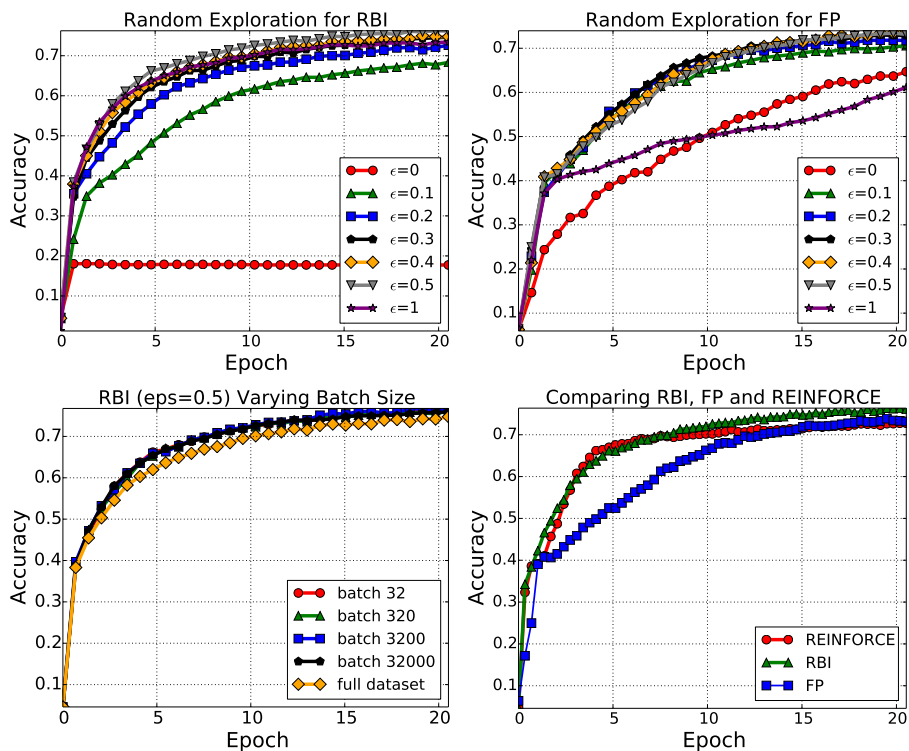 Random Exploration for RBI
Accuracy
0.7
0.6
0.5
0.4
0.3
0.2
0.1
0
5
10
15
20
Epoch
ϵ=0
ϵ=0.1
ϵ=0.2
ϵ=0.3
ϵ=0.4
ϵ=0.5
ϵ=1
Random Exploration for FP
Accuracy
0.7
0.6
0.5
0.4
0.3
0.2
0.1
0
5
10
15
20
Epoch
ϵ=0
ϵ=0.1
ϵ=0.2
ϵ=0.3
ϵ=0.4
ϵ=0.5
ϵ=1
RBI (eps=0.5) Varying Batch Size
Accuracy
0.7
0.6
0.5
0.4
0.3
0.2
0.1
0
5
10
15
20
Epoch
batch 32
batch 320
batch 3200
batch 32000
full dataset
Comparing RBI, FP and REINFORCE
Accuracy
0.7
0.6
0.5
0.4
0.3
0.2
0.1
0
5
10
15
20
Epoch
REINFORCE
RBI
FP